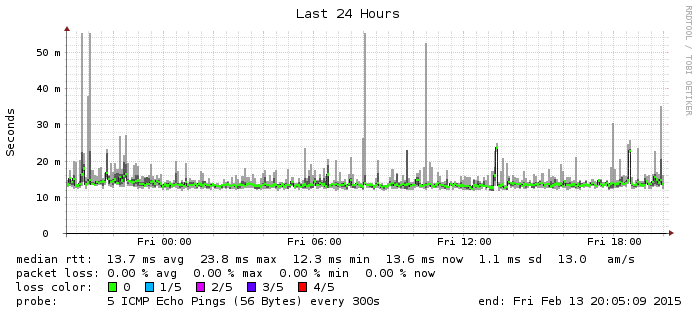 Last 24 Hours
RRDTOOL / TOBI OETIKER
Seconds
50 m
40 m
30 m
20 m
10 m
0
Fri 00:00 Fri 06:00 Fri 12:00 Fri 18:00
median rtt: 13.7 ms avg 23.8 ms max 12.3 ms min 13.6 ms now 1.1 ms sd 13.0 am/s
packet loss: 0.00 % avg 0.00 % max 0.00 % min 0.00 % now
loss color: 0 1/5 2/5 3/5 4/5
probe: 5 ICMP Echo Pings (56 Bytes) every 300s end: Fri Feb 13 20:05:09 2015